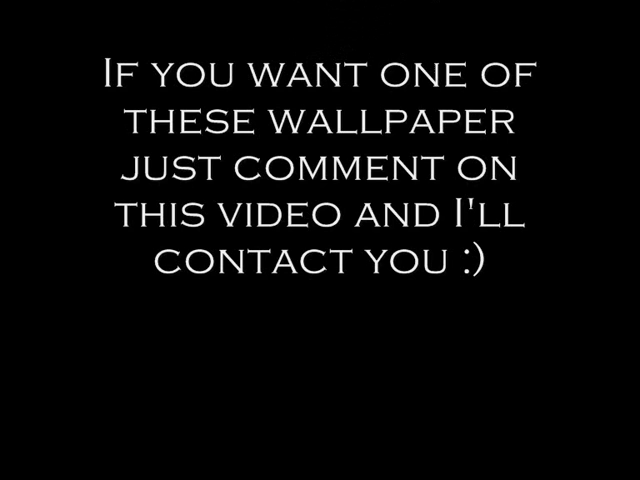 If you want one of
these wallpaper
just comment on
this video and I'll
contact you :)